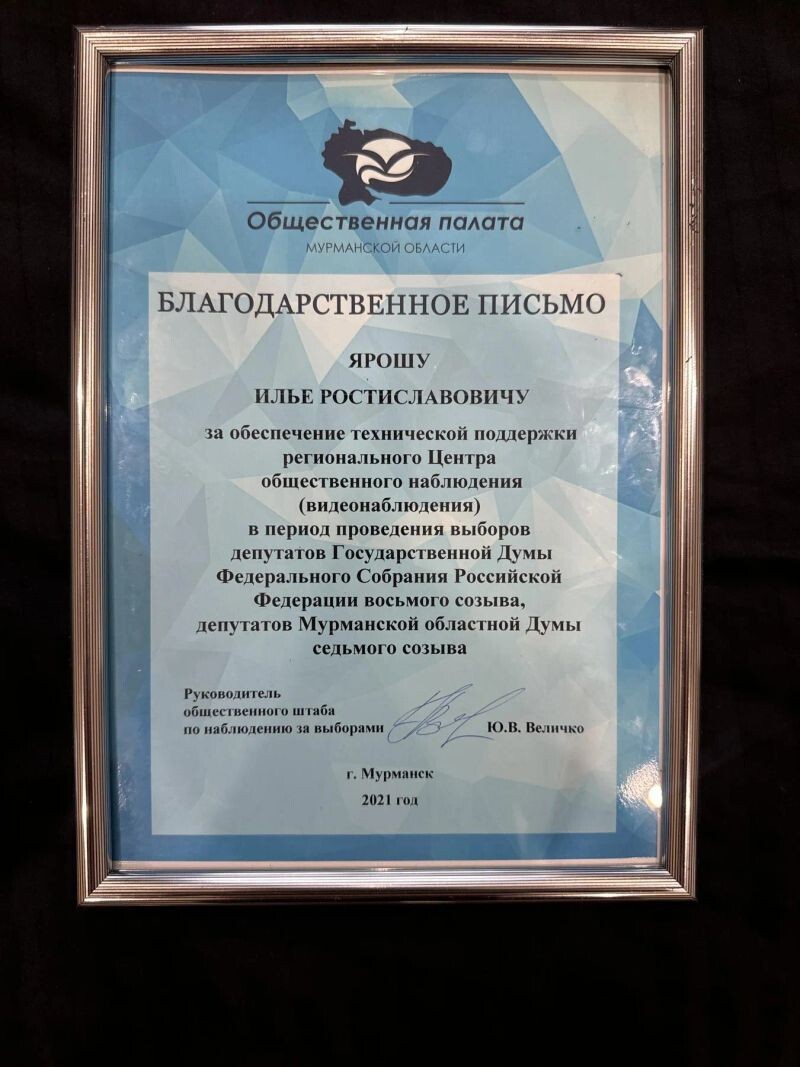 Общественная палата
МУРМАНСКОЙ ОБЛАСТИ
БЛАГОДАРСТВЕННОЕ ПИСЬМО
ЯРОШУ
ИЛЬЕ РОСТИСЛАВОВИЧУ
за обеспечение технической поддержки
регионального Центра
общественного наблюдения
(видеонаблюдения)
в период проведения выборов
депутатов Государственной Думы
Федерального Собрания Российской
Федерации восьмого созыва,
депутатов Мурманской областной Думы
седьмого созыва
Руководитель
общественного штаба
по наблюдению за выборами Ю.В. Величко
г. Мурманск
2021 год